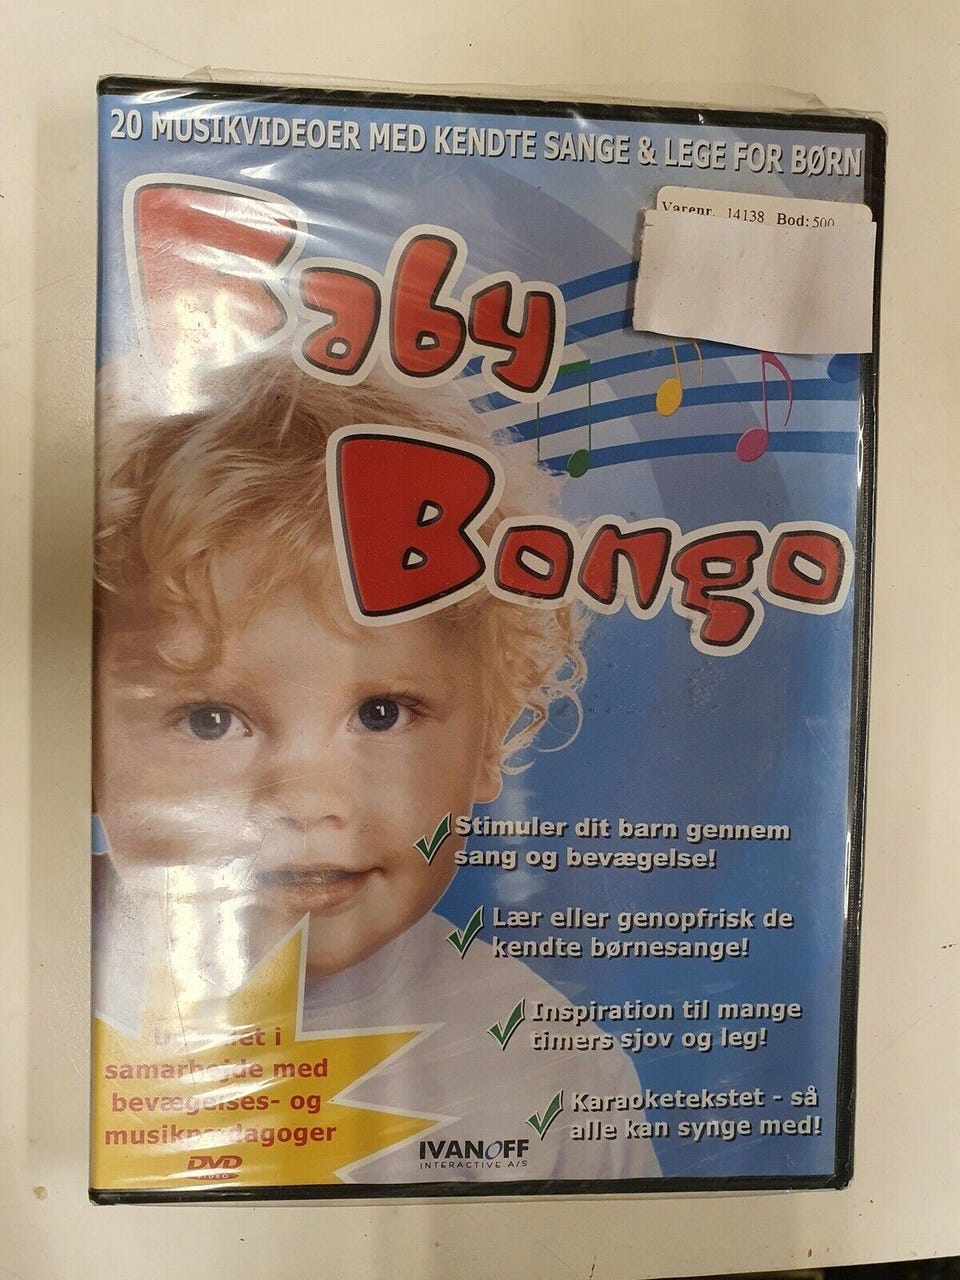 20 MUSIKVIDEOER MED KENDTE SANGE & LEGE FOR BØRN
Varenr. 14138 Bod: 500
Baby
Bongo
Stimuler dit barn gennem
sang og bevægelse!
Lær eller genopfrisk de
kendte børnesange!
Inspiration til mange
timers sjov og leg!
Karaoketekstet - så
alle kan synge med!
i
samarbejde med
bevægelses- og
musikpædagoger
DVD
VIDEO
IVANOFF
INTERACTIVE A/S